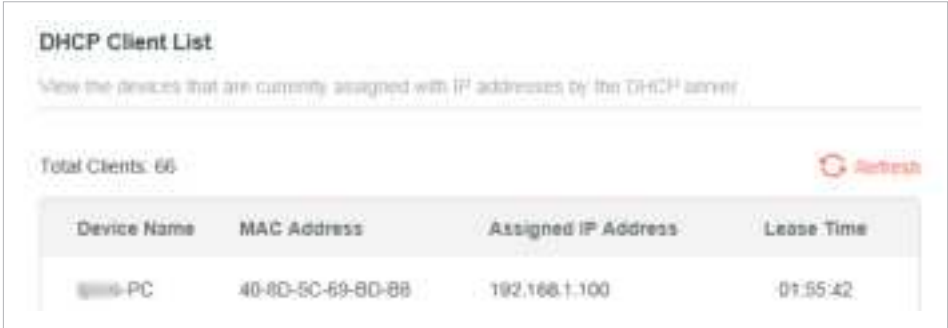 DHCP Client List
View the devices that are currently assigned with IP addresses by the DHCP server.
Total Clients: 66
Refresh
Device Name MAC Address Assigned IP Address Lease Time
-PC 40-8D-5C-69-BD-B8 192.168.1.100 01:55:42